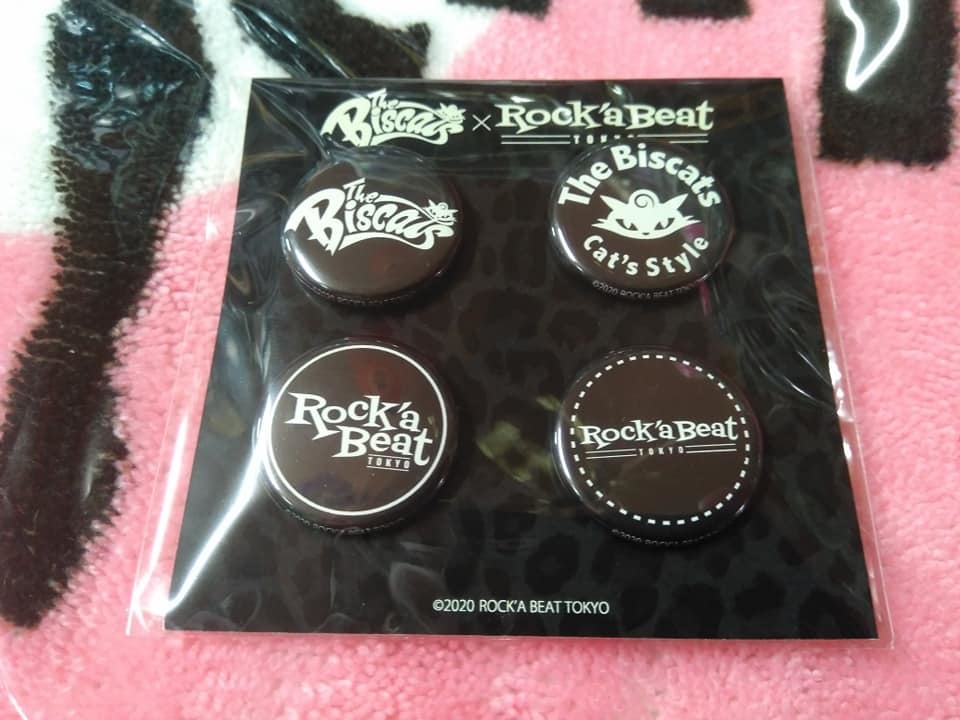 The Biscats × Rock'a Beat
TOKYO
The
Biscats
The Biscats
Cat's Style
©2020 ROCK'A BEAT TOKYO
Rock'a
Beat
TOKYO
Rock'a Beat
TOKYO
©2020 ROCK'A BEAT TOKYO